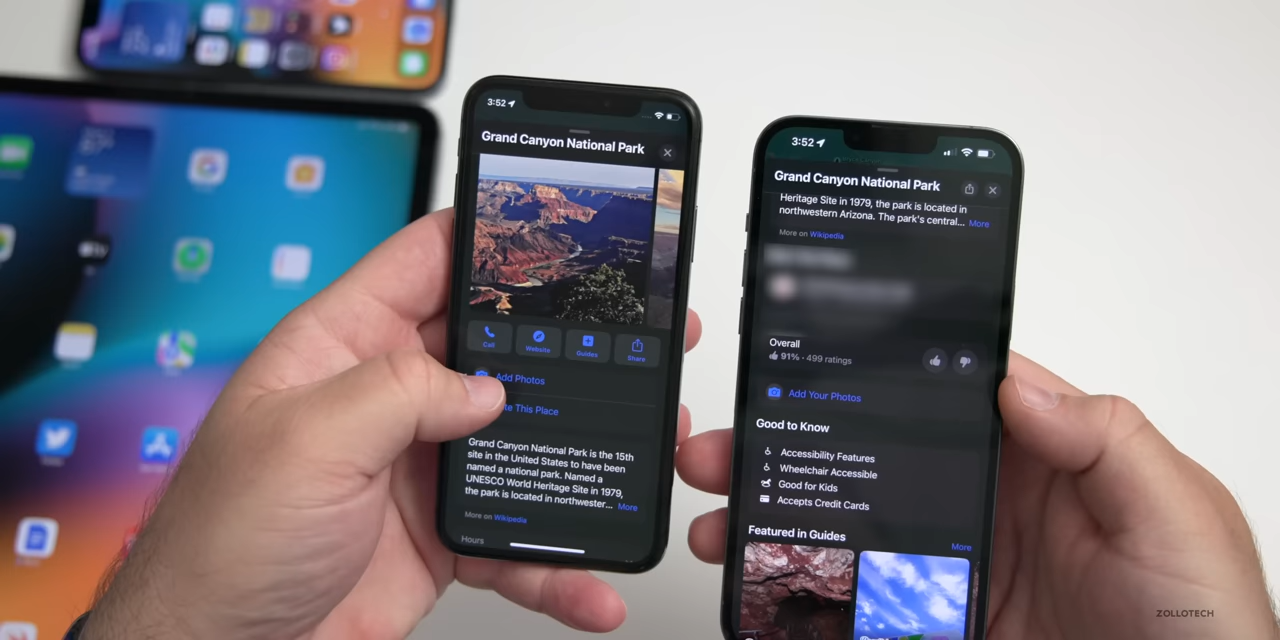 3:52
Grand Canyon National Park
Call
Website
Guides
Share
Add Photos
te This Place
Grand Canyon National Park is the 15th
site in the United States to have been
named a national park. Named a
UNESCO World Heritage Site in 1979,
the park is located in northwester... More
More on Wikipedia
Hours
3:52
Grand Canyon National Park
Heritage Site in 1979, the park is located in
northwestern Arizona. The park's central... More
More on Wikipedia
Overall
91% · 499 ratings
Add Your Photos
Good to Know
Accessibility Features
Wheelchair Accessible
Good for Kids
Accepts Credit Cards
Featured in Guides
More
ZOLLOTECH